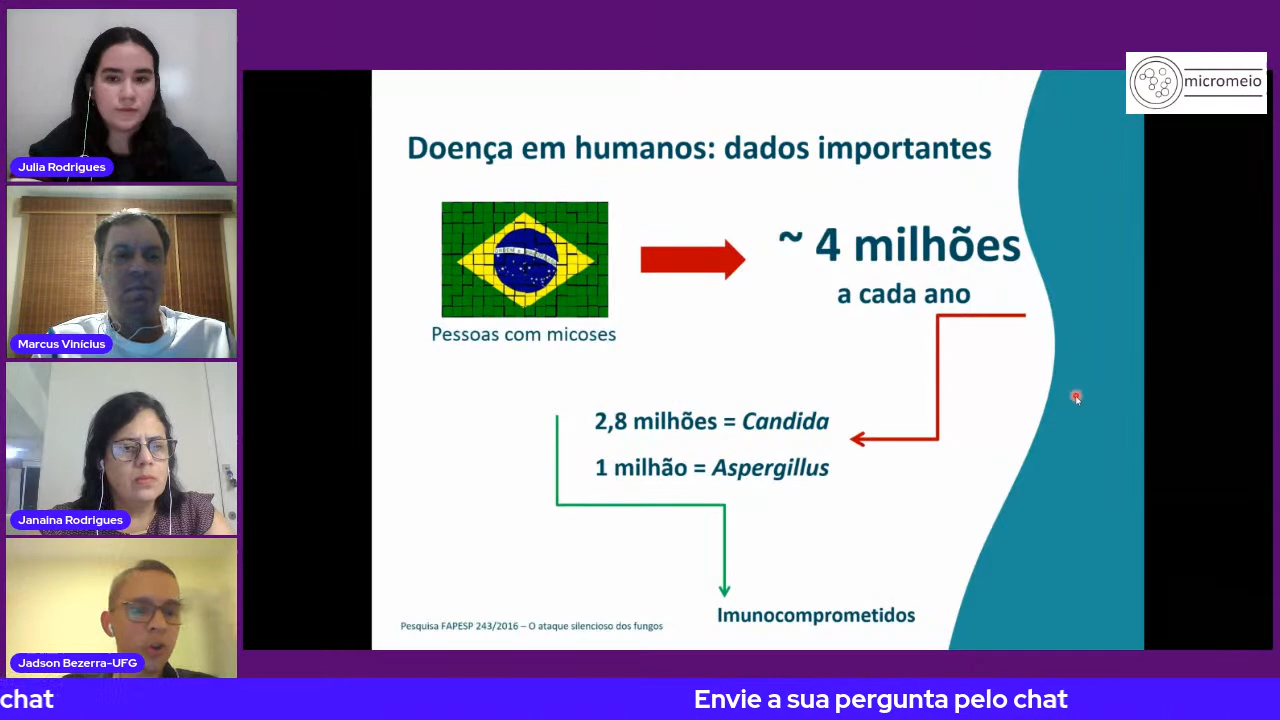 Julia Rodrigues
Marcus Vinícius
Janaina Rodrigues
Jadson Bezerra-UFG
micromeio
Doença em humanos: dados importantes
~ 4 milhões
a cada ano
Pessoas com micoses
2,8 milhões = Candida
1 milhão = Aspergillus
Imunocomprometidos
Pesquisa FAPESP 243/2016 – O ataque silencioso dos fungos
chat
Envie a sua pergunta pelo chat